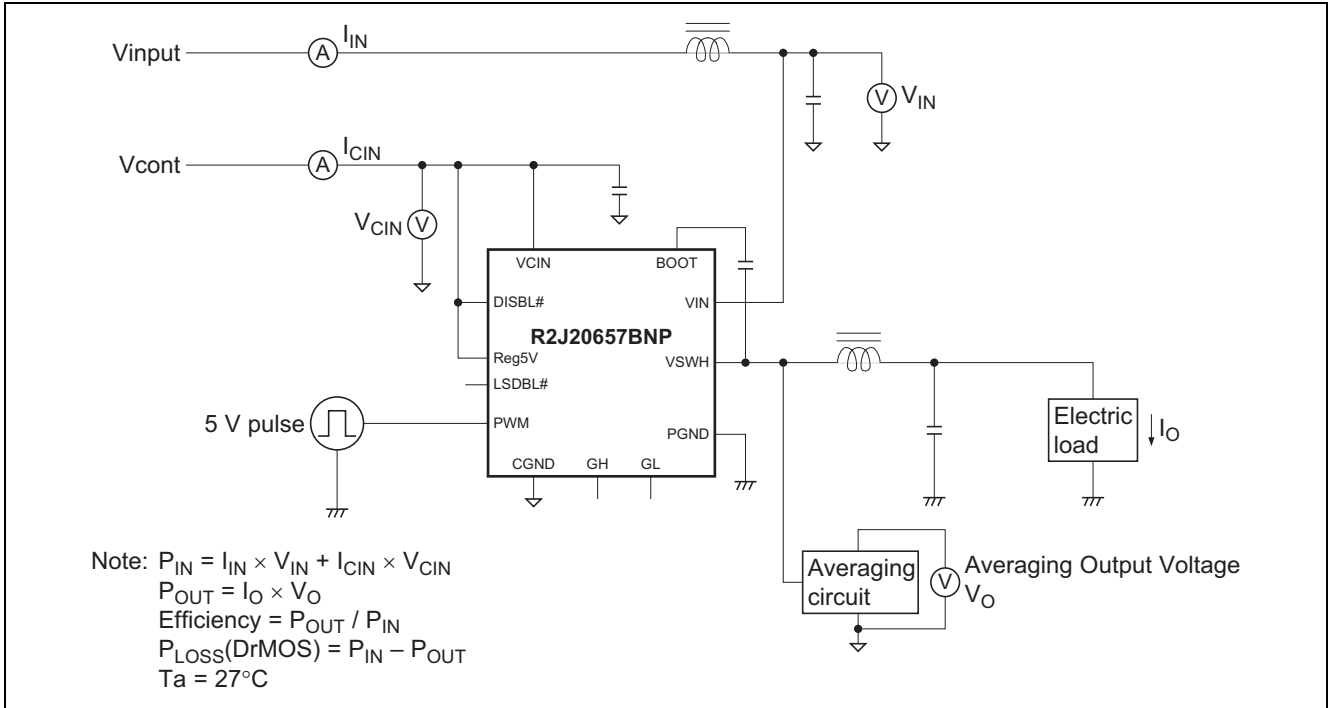 Vinput
A
I_IN
V
V_IN
Vcont
A
I_CIN
V_CIN
V
VCIN
BOOT
DISBL#
VIN
R2J20657BNP
Reg5V
VSWH
LSDBL#
5 V pulse
PWM
PGND
CGND
GH
GL
Electric
load
I_O
Averaging
circuit
V
Averaging Output Voltage
V_O
Note: P_IN = I_IN × V_IN + I_CIN × V_CIN
P_OUT = I_O × V_O
Efficiency = P_OUT / P_IN
P_LOSS(DrMOS) = P_IN – P_OUT
Ta = 27°C